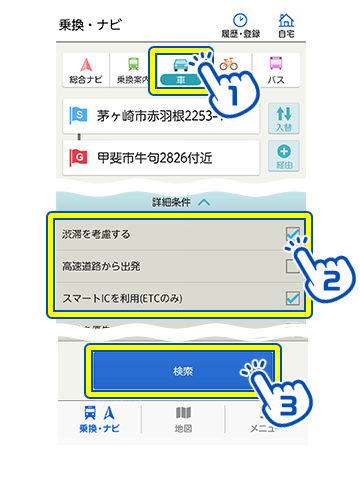 乗換・ナビ
履歴・登録
自宅
総合ナビ
乗換案内
車
バス
1
S
茅ヶ崎市赤羽根2253-
入替
G
甲斐市牛句2826付近
経由
詳細条件
渋滞を考慮する
高速道路から出発
2
スマートICを利用(ETCのみ)
検索
3
乗換・ナビ
地図
メニュー